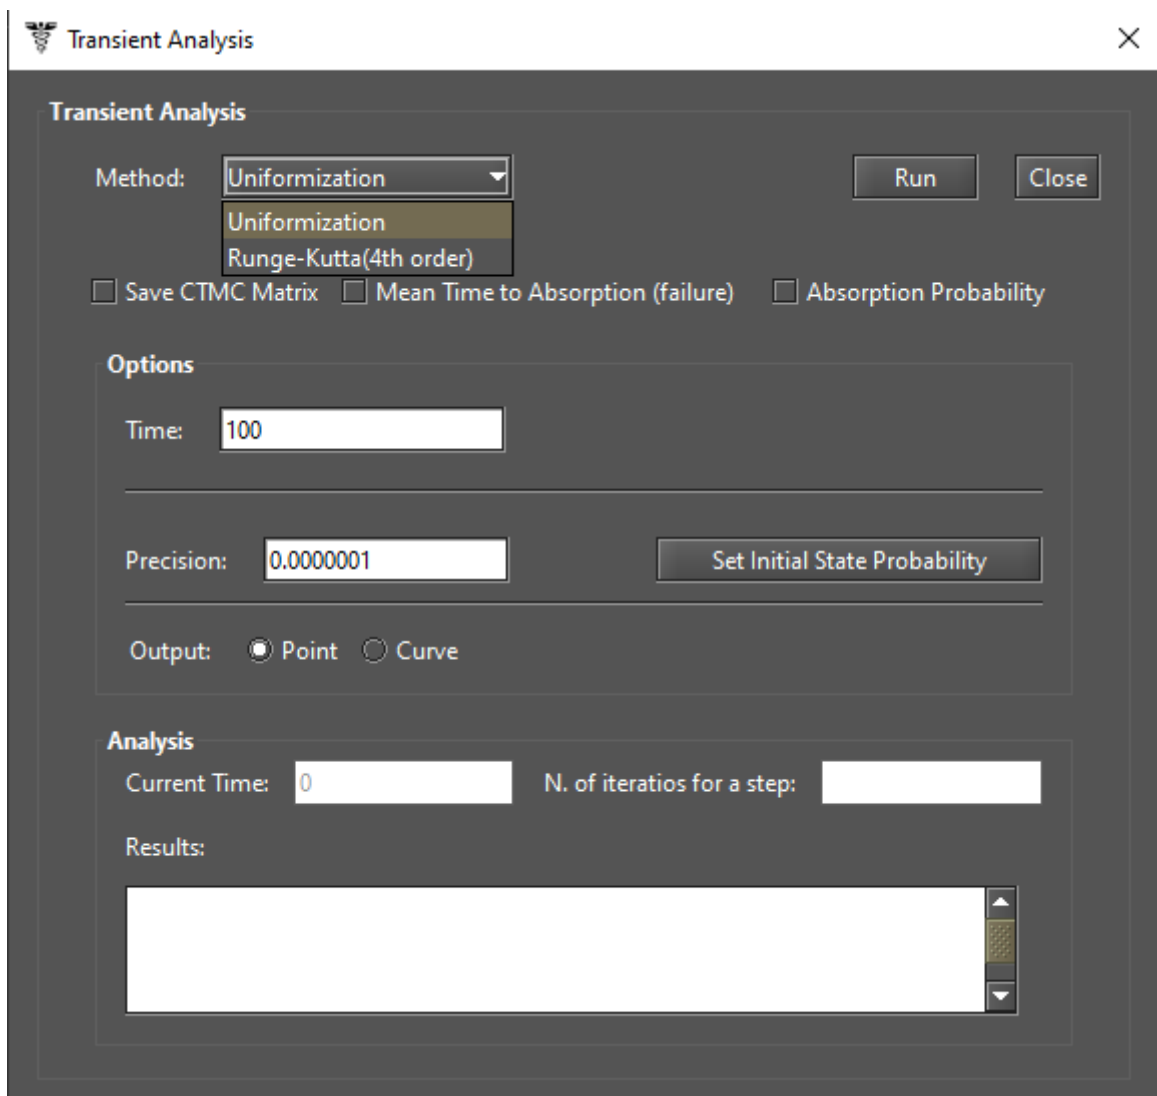 Transient Analysis
Transient Analysis
Method: Uniformization Run Close
Uniformization
Runge-Kutta(4th order)
Save CTMC Matrix Mean Time to Absorption (failure) Absorption Probability
Options
Time: 100
Precision: 0.0000001 Set Initial State Probability
Output: Point Curve
Analysis
Current Time: 0 N. of iteratios for a step:
Results: